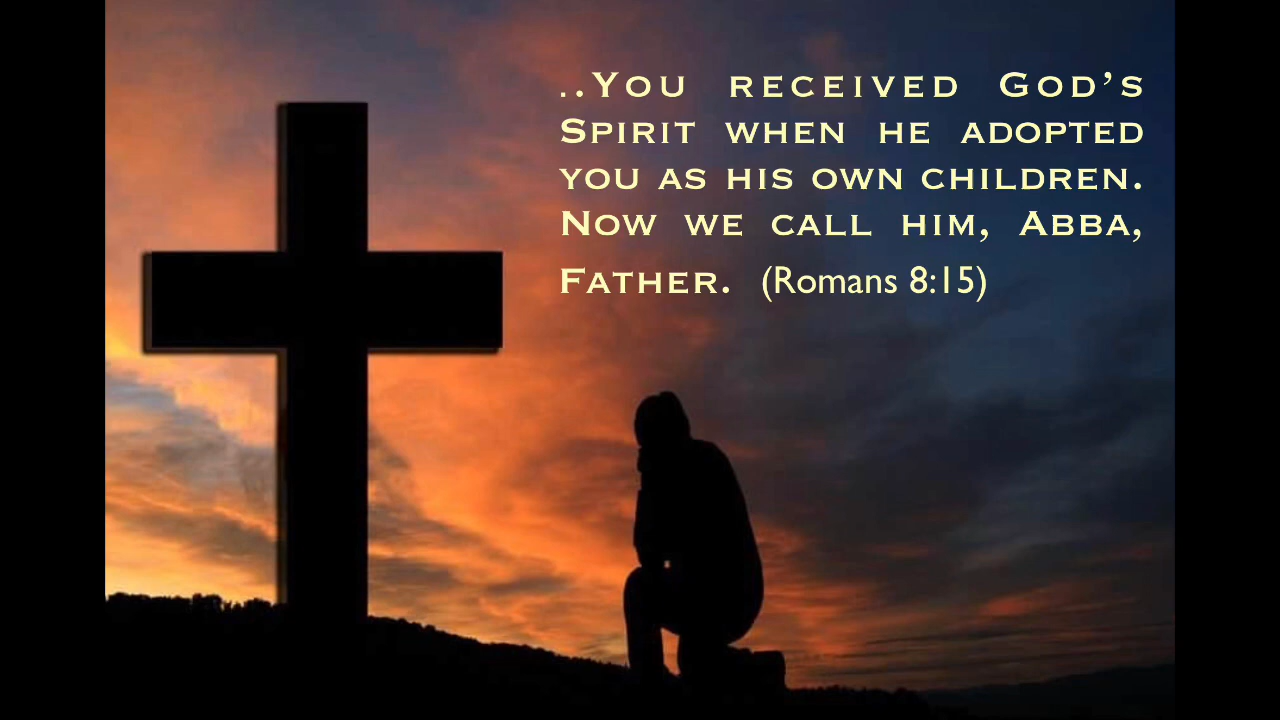 ..You received God’s
Spirit when he adopted
you as his own children.
Now we call him, Abba,
Father. (Romans 8:15)